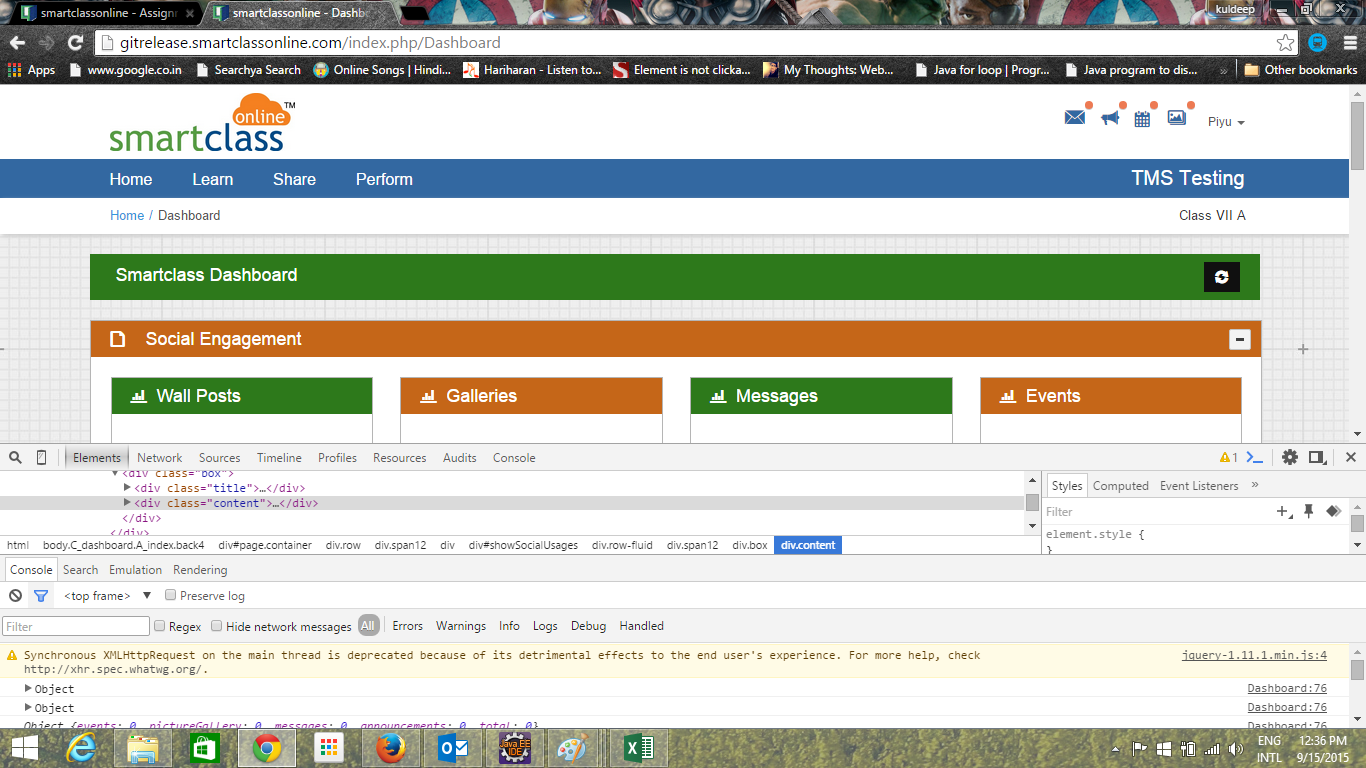 smartclassonline - Assignm
smartclassonline - Dashb
kuldeep
gitrelease.smartclassonline.com/index.php/Dashboard
Apps www.google.co.in Searchya Search Online Songs | Hindi... Hariharan - Listen to... Element is not clicka... My Thoughts: Web... Java for loop | Progr... Java program to dis... » Other bookmarks
smartclass online TM
Piyu
Home Learn Share Perform TMS Testing
Home / Dashboard Class VII A
Smartclass Dashboard
Social Engagement
Wall Posts Galleries Messages Events
Elements Network Sources Timeline Profiles Resources Audits Console 1
<div class="box">
<div class="title">…</div>
<div class="content">…</div>
</div>
</div>
Styles Computed Event Listeners »
Filter
element.style {
}
html body.C_dashboard.A_index.back4 div#page.container div.row div.span12 div div#showSocialUsages div.row-fluid div.span12 div.box div.content
Console Search Emulation Rendering
<top frame> ▼ Preserve log
Filter Regex Hide network messages All Errors Warnings Info Logs Debug Handled
Synchronous XMLHttpRequest on the main thread is deprecated because of its detrimental effects to the end user's experience. For more help, check jquery-1.11.1.min.js:4
http://xhr.spec.whatwg.org/.
Object Dashboard:76
Object Dashboard:76
Object {events: 0, pictureGallery: 0, messages: 0, announcements: 0, total: 0} Dashboard:76
Java EE
IDE
ENG 12:36 PM
INTL 9/15/2015